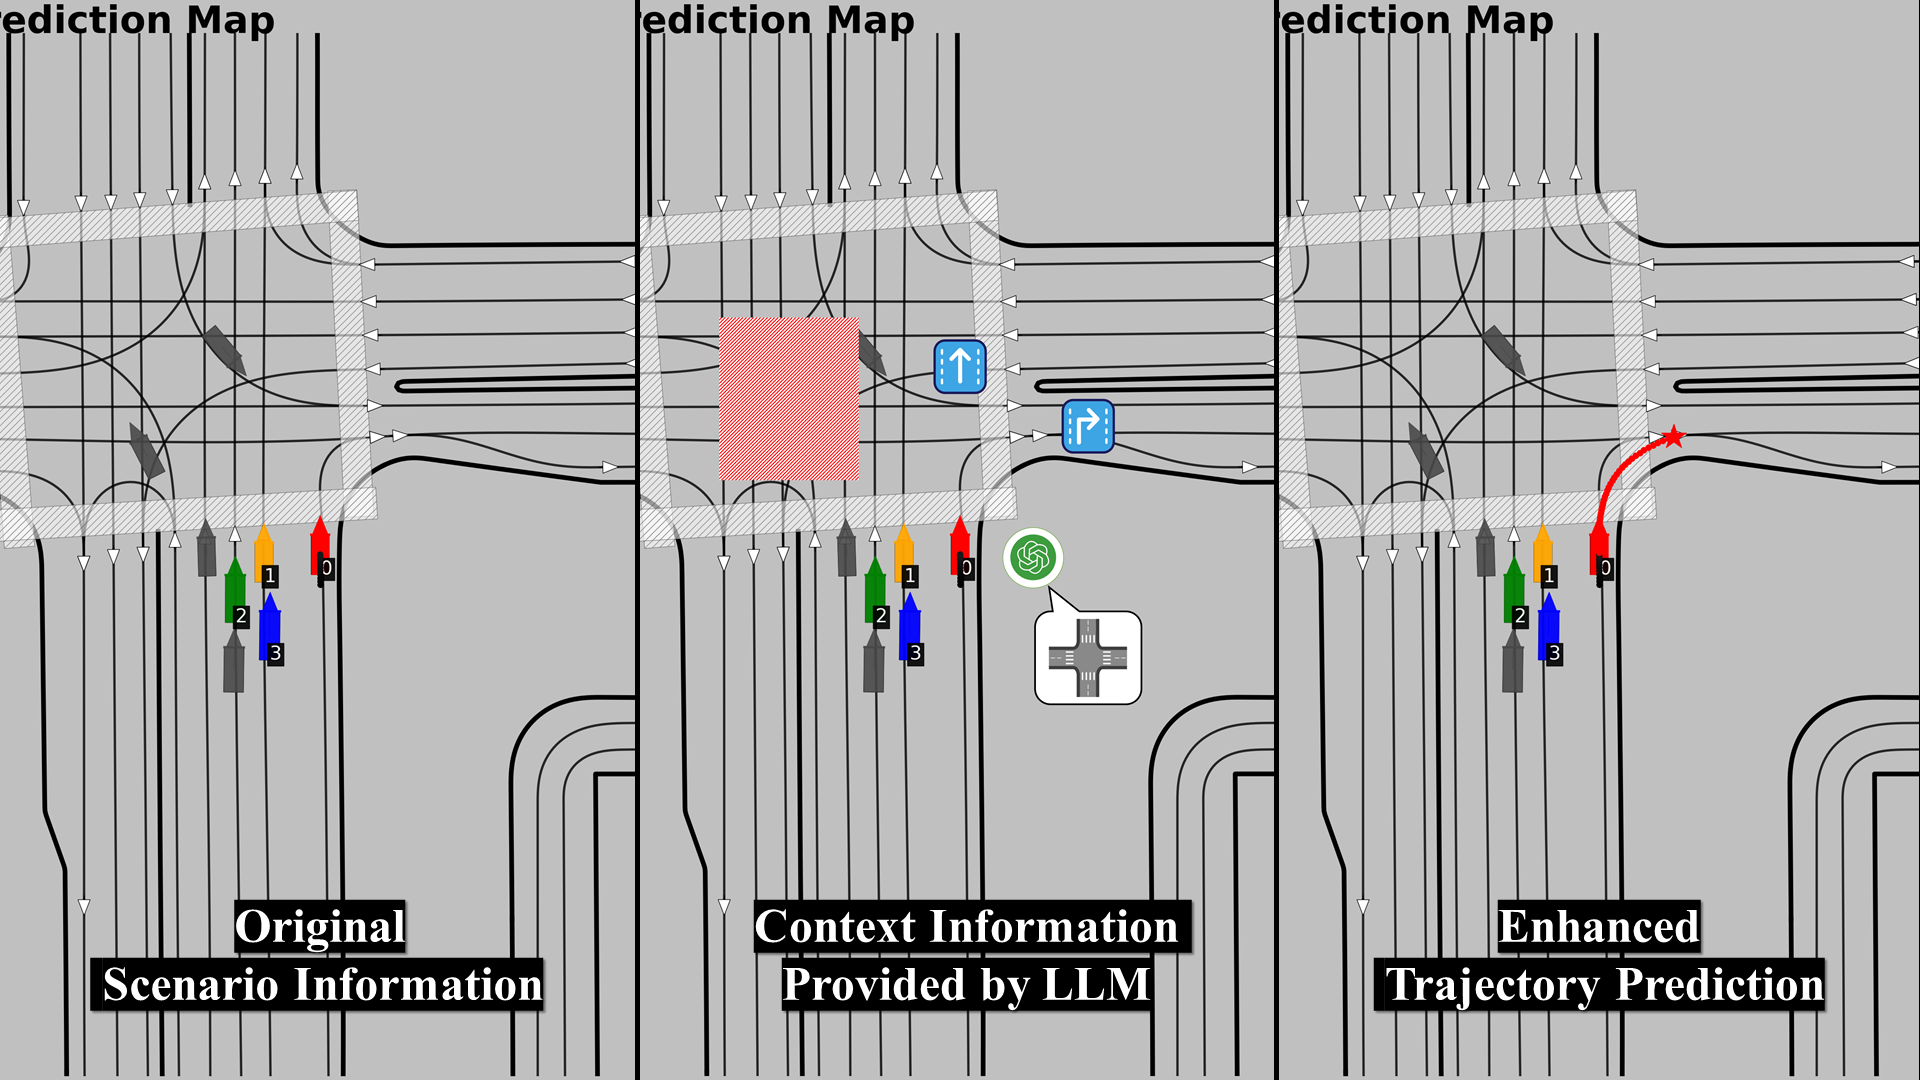 ediction Map
ediction Map
ediction Map
0
1
2
3
0
1
2
3
0
1
2
3
Original
Scenario Information
Context Information
Provided by LLM
Enhanced
Trajectory Prediction